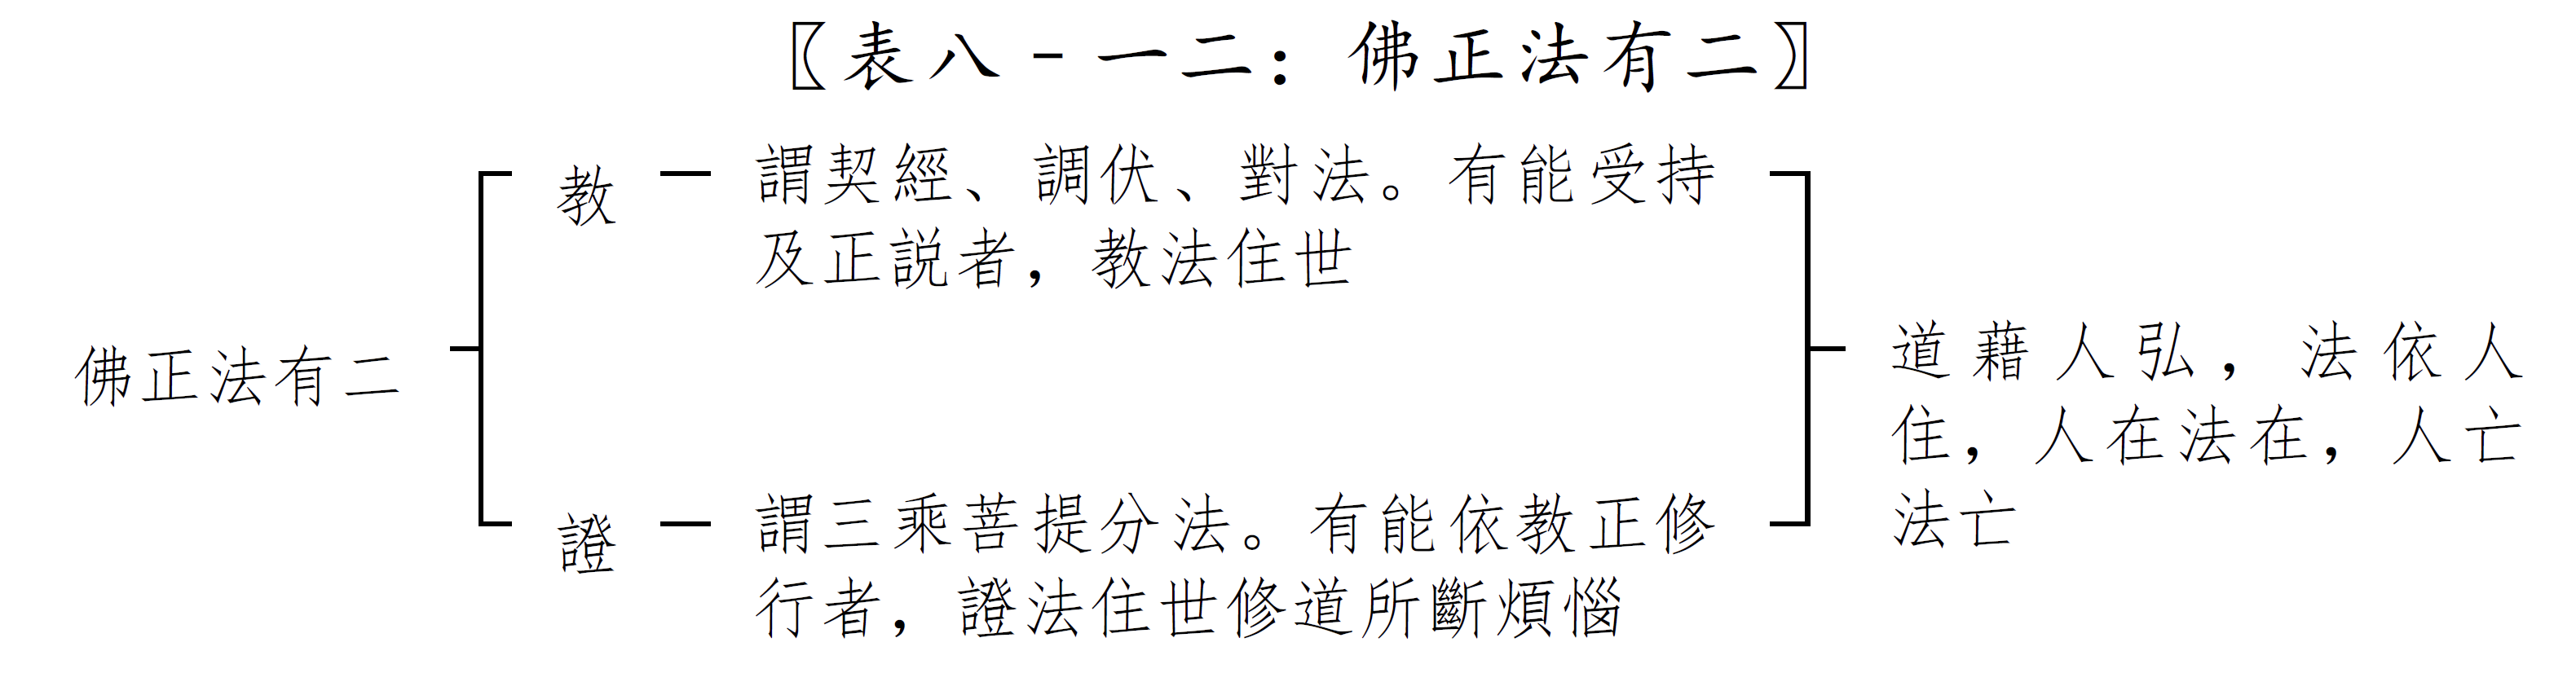 〖表八－一二：佛正法有二〗
佛正法有二
教
謂契經、調伏、對法。有能受持
及正説者，教法住世
證
謂三乘菩提分法。有能依教正修
行者，證法住世修道所斷煩惱
道藉人弘，法依人
住，人在法在，人亡
法亡